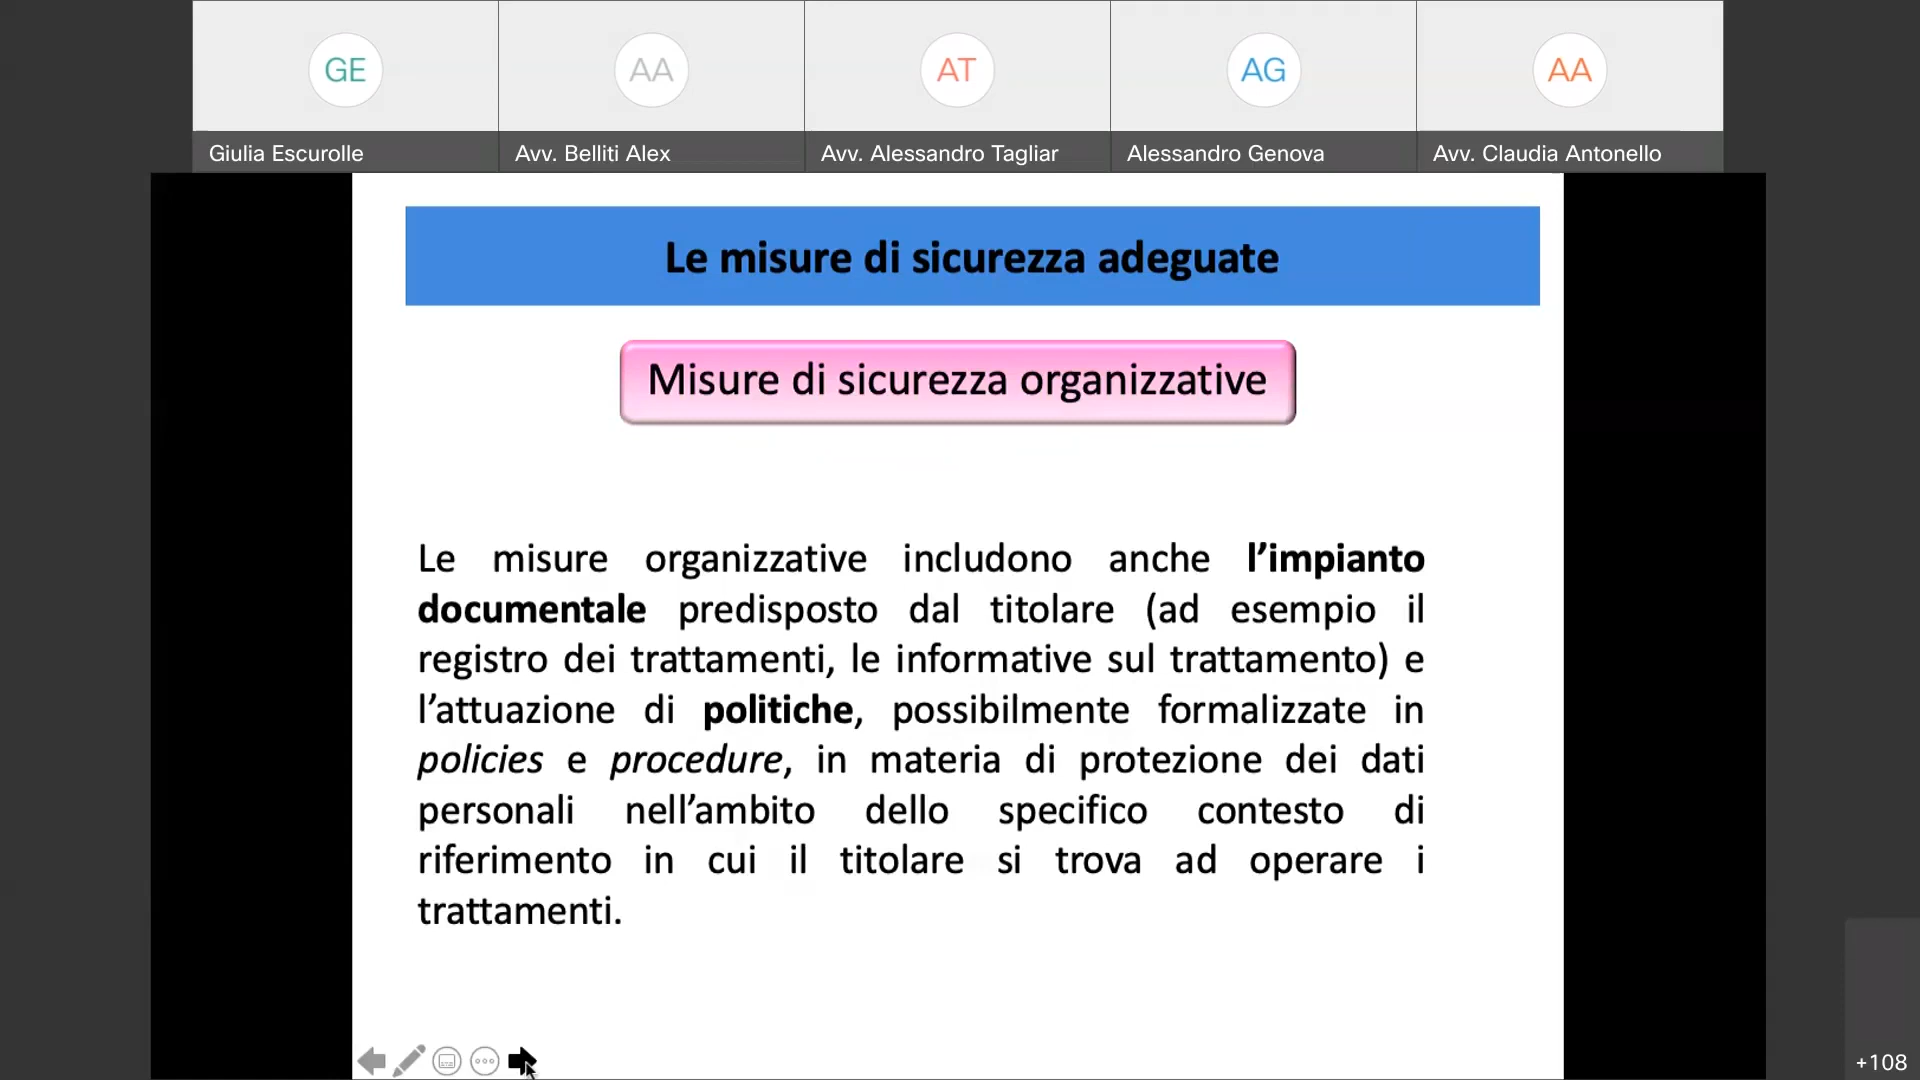 GE
AA
AT
AG
AA
Giulia Escurolle
Avv. Belliti Alex
Avv. Alessandro Tagliar
Alessandro Genova
Avv. Claudia Antonello
Le misure di sicurezza adeguate
Misure di sicurezza organizzative
Le misure organizzative includono anche l’impianto
documentale predisposto dal titolare (ad esempio il
registro dei trattamenti, le informative sul trattamento) e
l’attuazione di politiche, possibilmente formalizzate in
policies e procedure, in materia di protezione dei dati
personali nell’ambito dello specifico contesto di
riferimento in cui il titolare si trova ad operare i
trattamenti.
+108